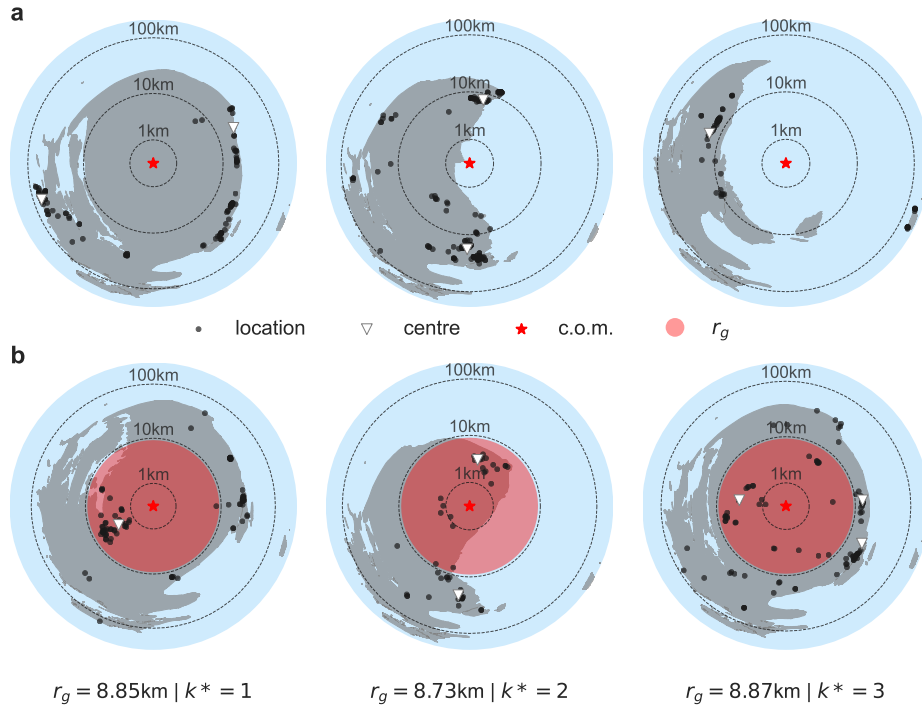 a
100km 100km 100km
10km 10km 10km
1km 1km 1km
location centre c.o.m. r_g
b
100km 100km 100km
10km 10km 10km
1km 1km 1km
r_g = 8.85km | k* = 1 r_g = 8.73km | k* = 2 r_g = 8.87km | k* = 3